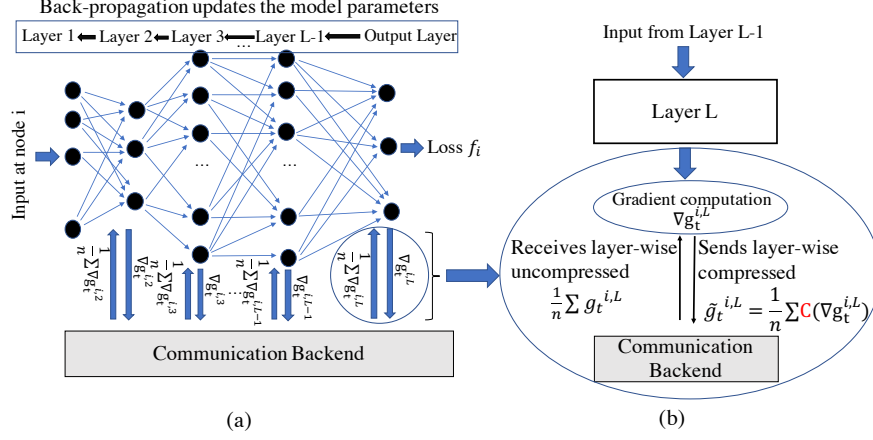 Back-propagation updates the model parameters
Layer 1 Layer 2 Layer 3 ... Layer L-1 Output Layer
Input at node i
...
...
Loss f_i
1/n ∑∇g_t^{i,2}
∇g_t^{i,2}
1/n ∑∇g_t^{i,3}
∇g_t^{i,3}
...
1/n ∑∇g_t^{i,L-1}
∇g_t^{i,L-1}
1/n ∑∇g_t^{i,L}
∇g_t^{i,L}
Communication Backend
(a)
Input from Layer L-1
Layer L
Gradient computation
∇g_t^{i,L}
Receives layer-wise
uncompressed
1/n ∑ g_t^{i,L}
Sends layer-wise
compressed
g̃_t^{i,L} = 1/n ∑C(∇g_t^{i,L})
Communication
Backend
(b)